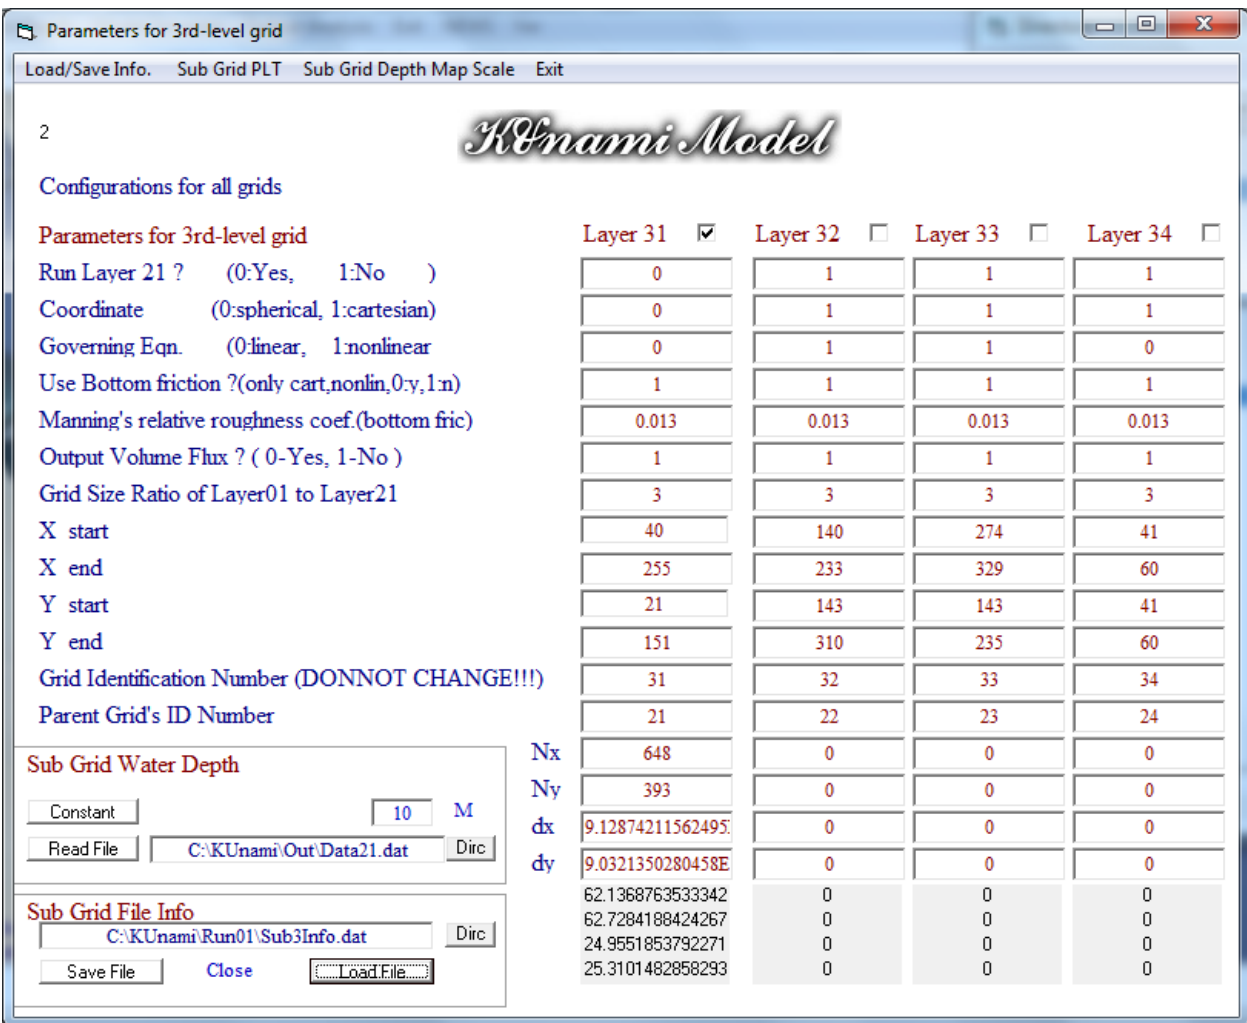 Parameters for 3rd-level grid
Load/Save Info. Sub Grid PLT Sub Grid Depth Map Scale Exit
2
KUnami Model
Configurations for all grids
Parameters for 3rd-level grid Layer 31 Layer 32 Layer 33 Layer 34
Run Layer 21 ? (0:Yes, 1:No ) 0 1 1 1
Coordinate (0:spherical, 1:cartesian) 0 1 1 1
Governing Eqn. (0:linear, 1:nonlinear 0 1 1 0
Use Bottom friction ?(only cart,nonlin,0:y,1:n) 1 1 1 1
Manning's relative roughness coef.(bottom fric) 0.013 0.013 0.013 0.013
Output Volume Flux ? ( 0-Yes, 1-No ) 1 1 1 1
Grid Size Ratio of Layer01 to Layer21 3 3 3 3
X start 40 140 274 41
X end 255 233 329 60
Y start 21 143 143 41
Y end 151 310 235 60
Grid Identification Number (DONNOT CHANGE!!!) 31 32 33 34
Parent Grid's ID Number 21 22 23 24
Nx 648 0 0 0
Sub Grid Water Depth
Ny 393 0 0 0
Constant 10 M
dx 9.12874211562495 0 0 0
Read File C:\KUnami\Out\Data21.dat Dirc
dy 9.0321350280458E 0 0 0
62.1368763533342 0 0
Sub Grid File Info
62.7284188424267 0 0
C:\KUnami\Run01\Sub3Info.dat Dirc
24.9551853792271 0 0
Save File Close Load File
25.3101482858293 0 0